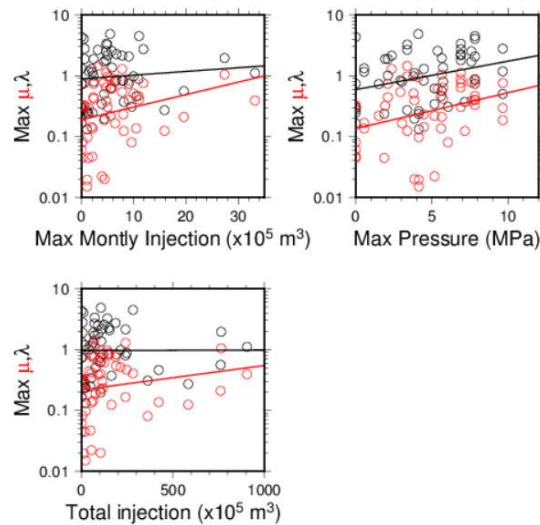 10
1
0.1
0.01
Max μ,λ
0 10 20 30
Max Montly Injection (x10⁵ m³)
10
1
0.1
0.01
Max μ,λ
0 5 10
Max Pressure (MPa)
10
1
0.1
0.01
Max μ,λ
0 500 1000
Total injection (x10⁵ m³)